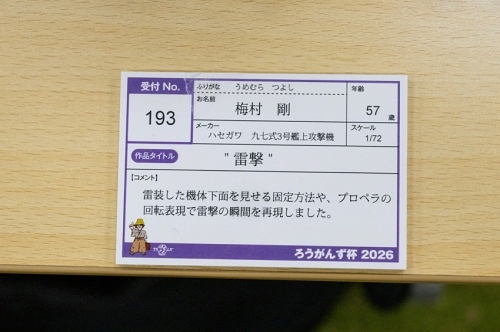 受付 No.
193
ふりがな うめむら つよし
お名前 梅村 剛
年齢 57 歳
メーカー ハセガワ 九七式3号艦上攻撃機
スケール 1/72
作品タイトル "雷撃"
【コメント】
雷装した機体下面を見せる固定方法や、プロペラの
回転表現で雷撃の瞬間を再現しました。
ろうがんず杯 2026